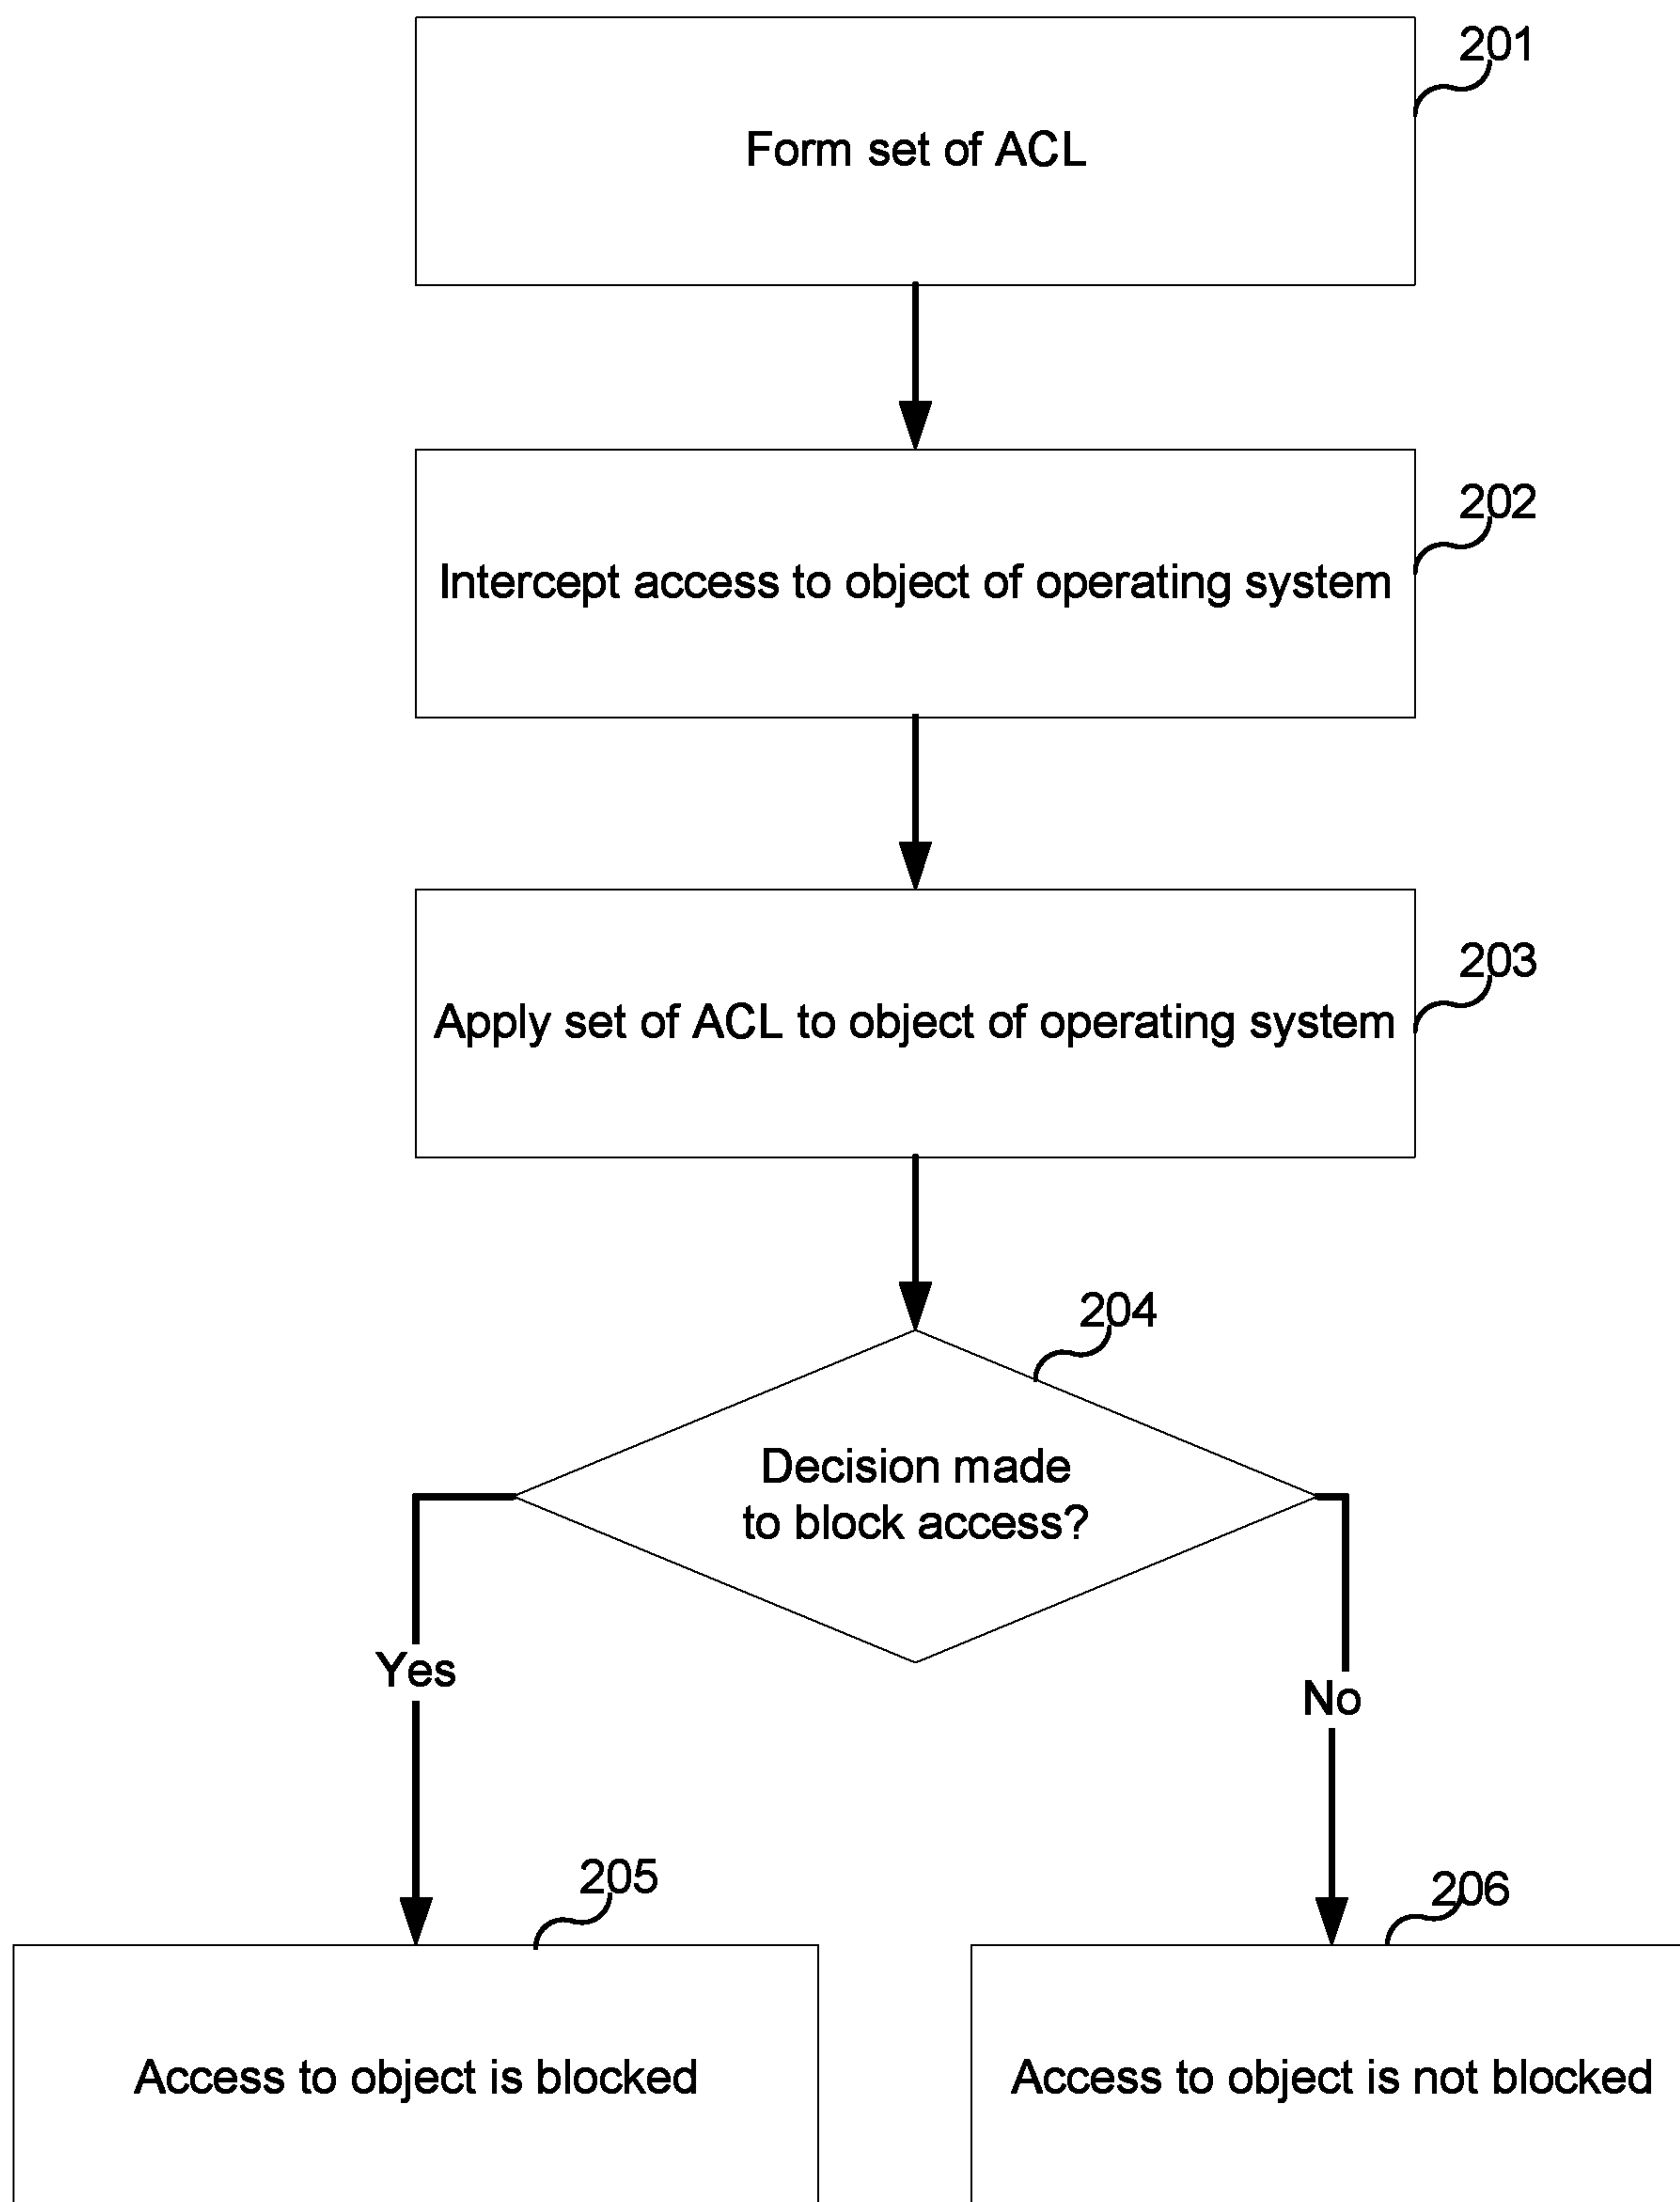 201
Form set of ACL
202
Intercept access to object of operating system
203
Apply set of ACL to object of operating system
204
Decision made
to block access?
Yes
No
205
206
Access to object is blocked
Access to object is not blocked